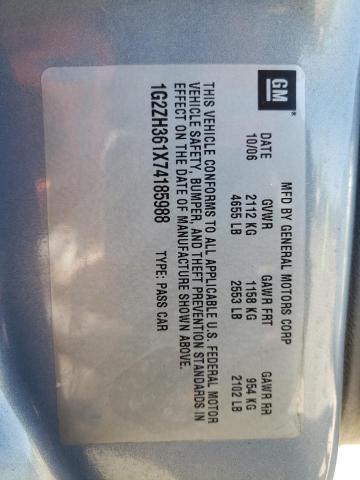 GM
MFD BY GENERAL MOTORS CORP
DATE GVWR GAWR FRT GAWR RR
10/06 2112 KG 1158 KG 954 KG
4655 LB 2553 LB 2102 LB
THIS VEHICLE CONFORMS TO ALL APPLICABLE U.S. FEDERAL MOTOR
VEHICLE SAFETY, BUMPER, AND THEFT PREVENTION STANDARDS IN
EFFECT ON THE DATE OF MANUFACTURE SHOWN ABOVE.
1G2ZH361X74185988 TYPE: PASS CAR